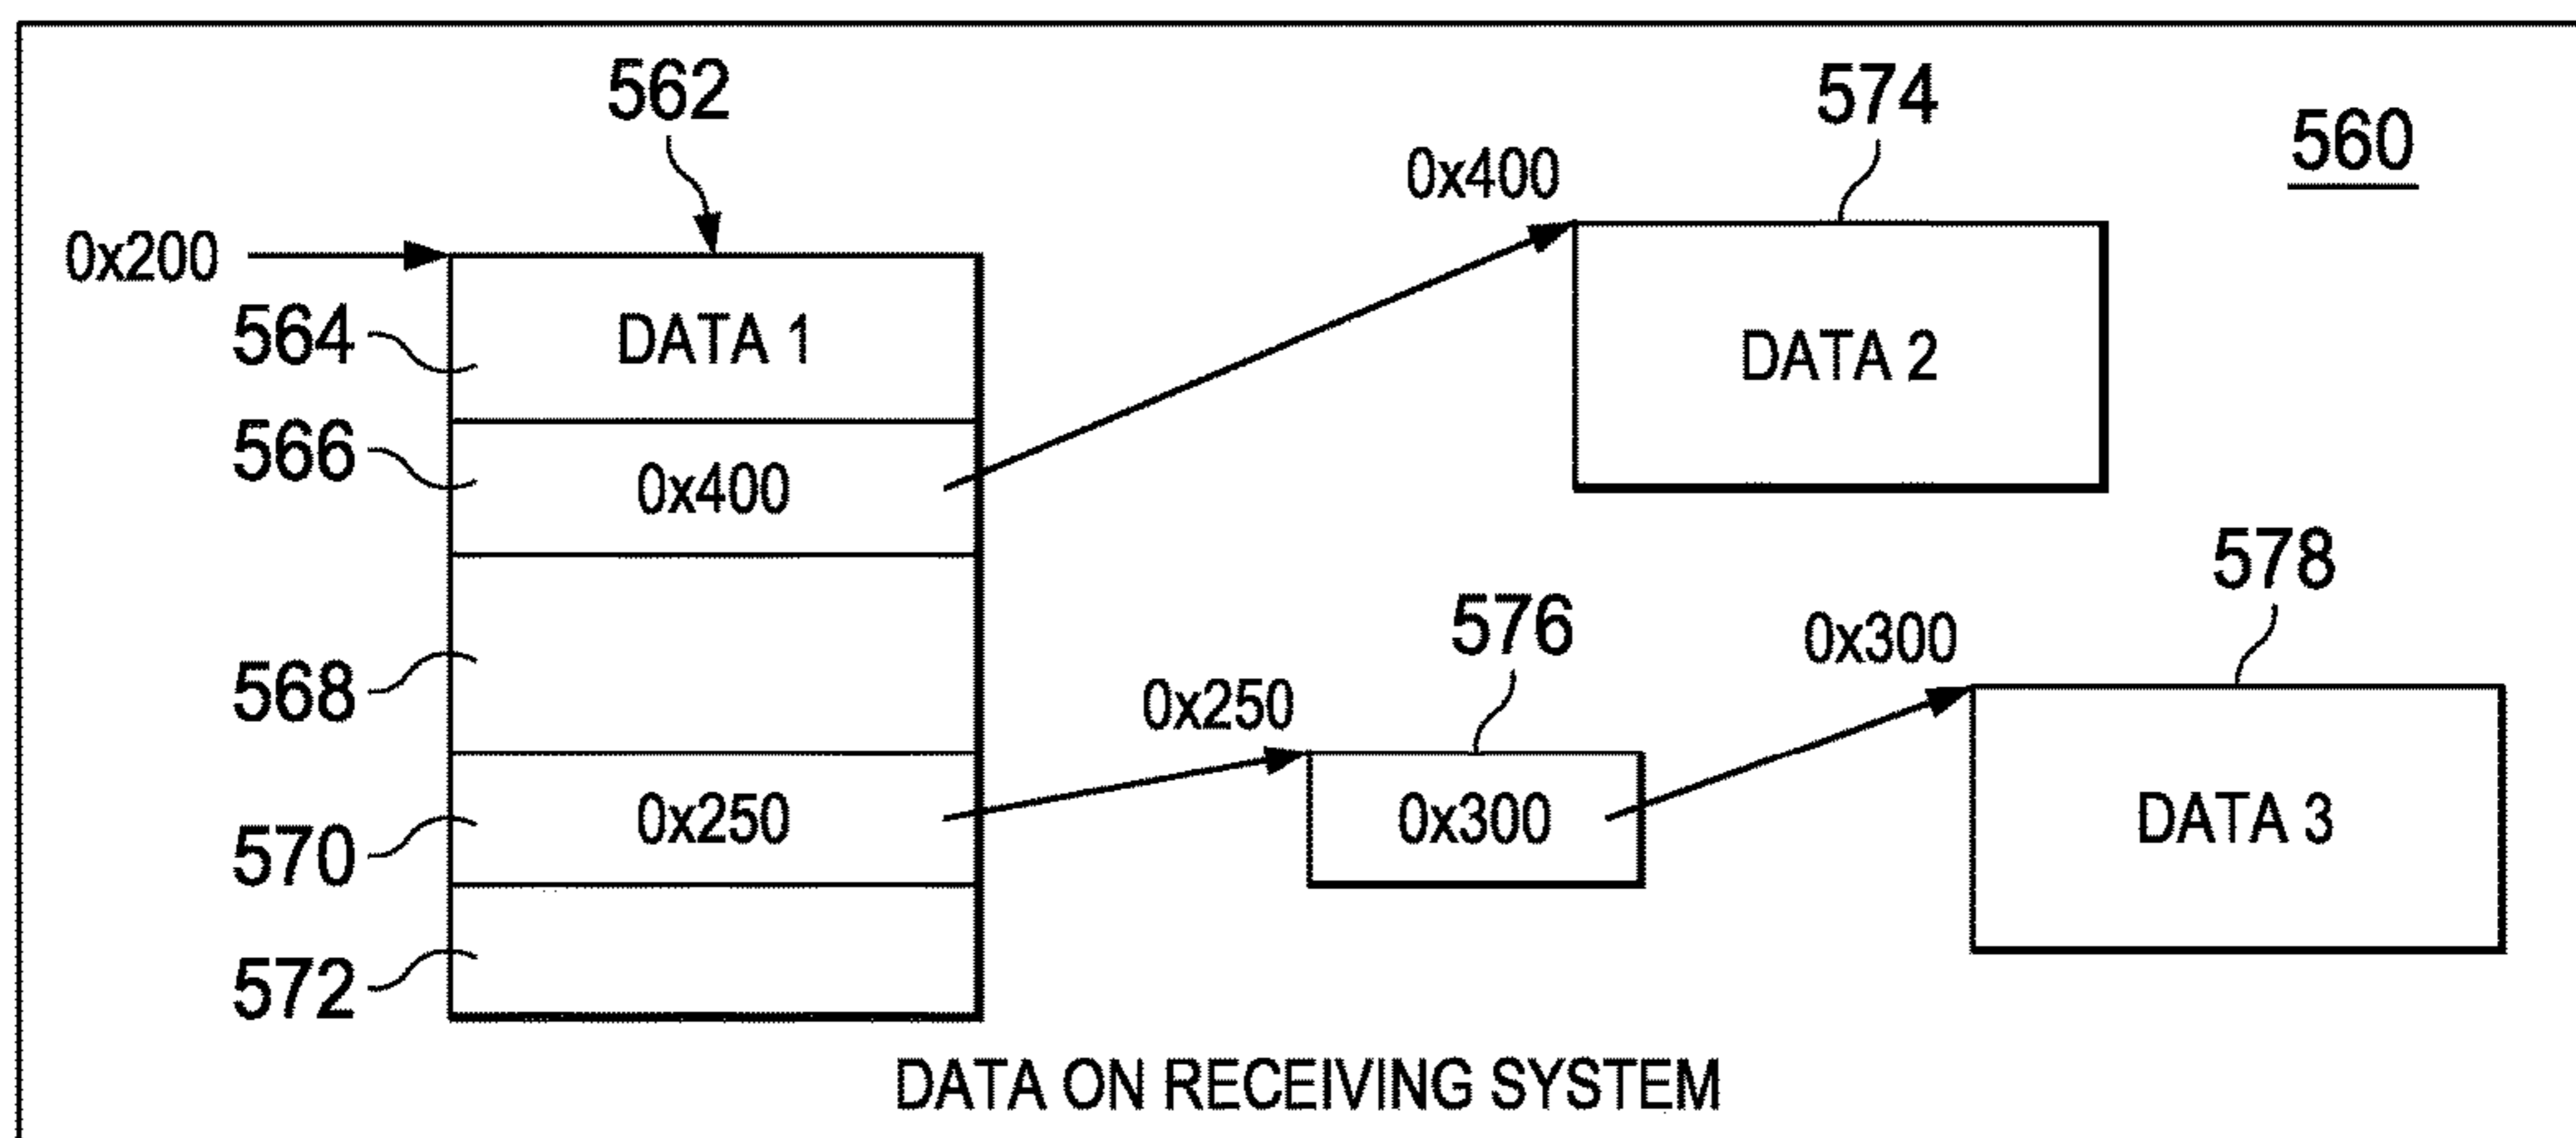 562
574
560
0x400
0x200
564
DATA 1
DATA 2
566
0x400
578
576
0x300
568
0x250
570
0x250
0x300
DATA 3
572
DATA ON RECEIVING SYSTEM